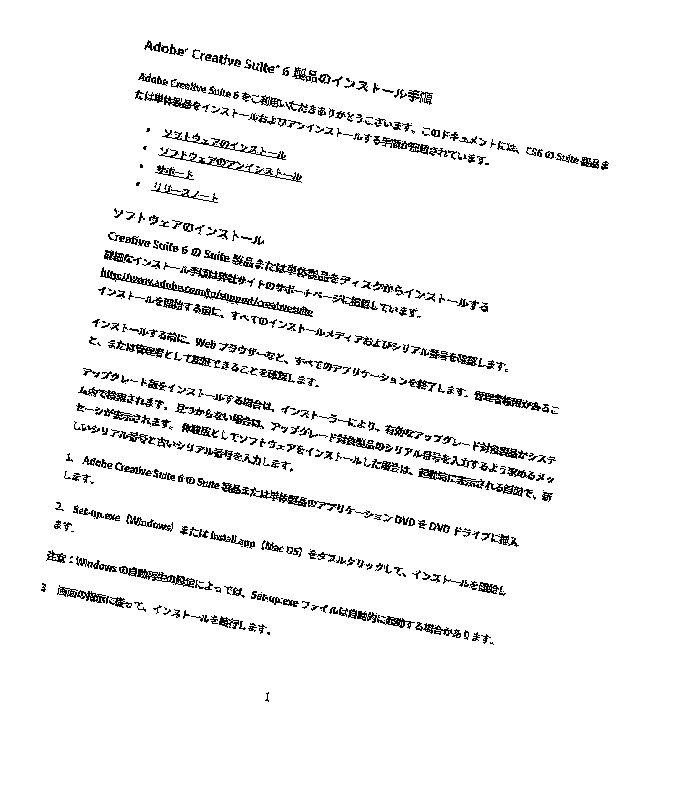 Adobe® Creative Suite® 6 製品のインストール手順
Adobe Creative Suite 6 をご利用いただきありがとうございます。このドキュメントには、CS6 の Suite 製品ま
たは単体製品をインストールおよびアンインストールする手順が記載されています。
• ソフトウェアのインストール
• ソフトウェアのアンインストール
• サポート
• リリースノート
ソフトウェアのインストール
Creative Suite 6 の Suite 製品または単体製品をディスクからインストールする
詳細なインストール手順は弊社サイトのサポートページに記載しています。
http://www.adobe.com/jp/support/creativesuite
インストールを開始する前に、すべてのインストールメディアおよびシリアル番号を確認します。
インストールする前に、Web ブラウザーなど、すべてのアプリケーションを終了します。管理者権限があるこ
と、または管理者として認証できることを確認します。
アップグレード版をインストールする場合は、インストーラーにより、有効なアップグレード対象製品がシステ
ム内で検索されます。見つからない場合は、アップグレード対象製品のシリアル番号を入力するよう求めるメッ
セージが表示されます。体験版としてソフトウェアをインストールした場合は、起動時に表示される画面で、新
しいシリアル番号と古いシリアル番号を入力します。
1. Adobe Creative Suite 6 の Suite 製品または単体製品のアプリケーション DVD を DVD ドライブに挿入
します。
2. Set-up.exe（Windows）または Install.app（Mac OS）をダブルクリックして、インストールを開始し
ます。
注意：Windows の自動再生の設定によっては、Set-up.exe ファイルは自動的に起動する場合があります。
3 画面の指示に従って、インストールを続行します。
1